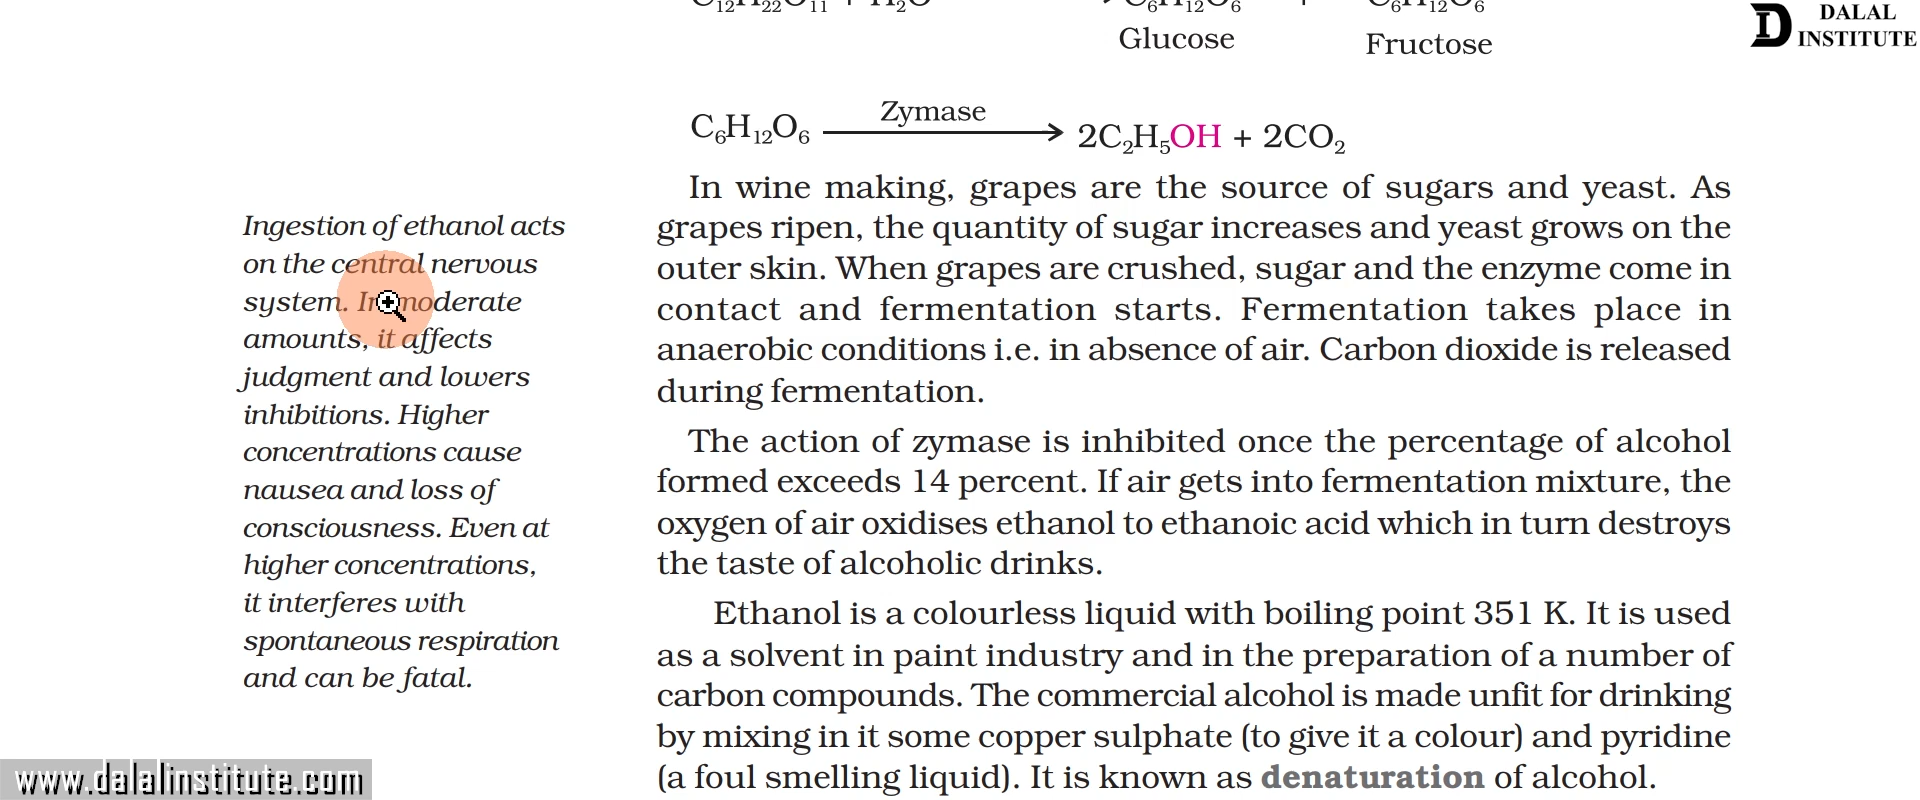 C₁₂H₂₂O₁₁ + H₂O → C₆H₁₂O₆ + C₆H₁₂O₆
Glucose Fructose
DALAL
INSTITUTE
Zymase
C₆H₁₂O₆ → 2C₂H₅OH + 2CO₂
In wine making, grapes are the source of sugars and yeast. As
grapes ripen, the quantity of sugar increases and yeast grows on the
outer skin. When grapes are crushed, sugar and the enzyme come in
contact and fermentation starts. Fermentation takes place in
anaerobic conditions i.e. in absence of air. Carbon dioxide is released
during fermentation.
The action of zymase is inhibited once the percentage of alcohol
formed exceeds 14 percent. If air gets into fermentation mixture, the
oxygen of air oxidises ethanol to ethanoic acid which in turn destroys
the taste of alcoholic drinks.
Ethanol is a colourless liquid with boiling point 351 K. It is used
as a solvent in paint industry and in the preparation of a number of
carbon compounds. The commercial alcohol is made unfit for drinking
by mixing in it some copper sulphate (to give it a colour) and pyridine
(a foul smelling liquid). It is known as denaturation of alcohol.
Ingestion of ethanol acts
on the central nervous
system. In moderate
amounts, it affects
judgment and lowers
inhibitions. Higher
concentrations cause
nausea and loss of
consciousness. Even at
higher concentrations,
it interferes with
spontaneous respiration
and can be fatal.
www.dalalinstitute.com